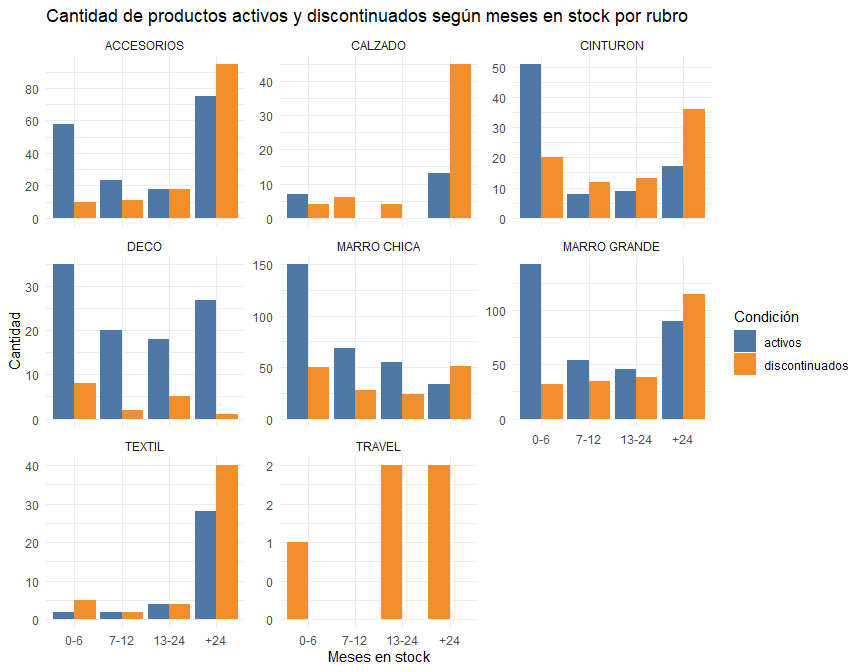 Cantidad de productos activos y discontinuados según meses en stock por rubro
ACCESORIOS
80
60
40
20
0
CALZADO
40
30
20
10
0
CINTURON
50
40
30
20
10
0
Cantidad
DECO
30
20
10
0
MARRO CHICA
150
100
50
0
MARRO GRANDE
100
50
0
0-6 7-12 13-24 +24
TEXTIL
40
30
20
10
0
0-6 7-12 13-24 +24
TRAVEL
2
2
1
0
0
0-6 7-12 13-24 +24
Meses en stock
Condición
activos
discontinuados